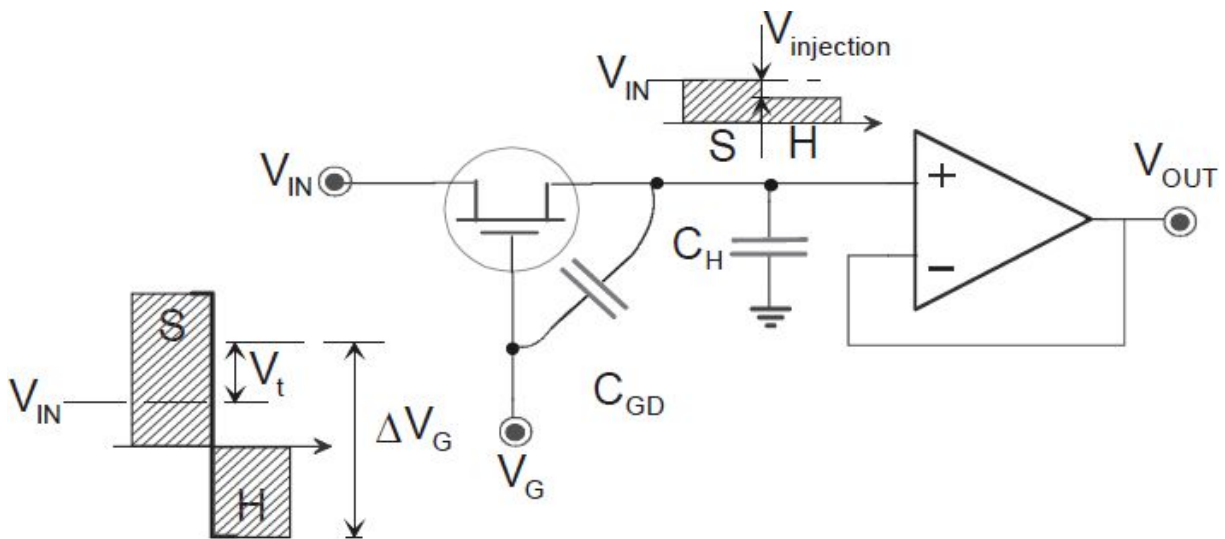 V_injection
V_IN
S H
V_IN
V_OUT
+
C_H
−
S
V_t
V_IN
C_GD
ΔV_G
V_G
H